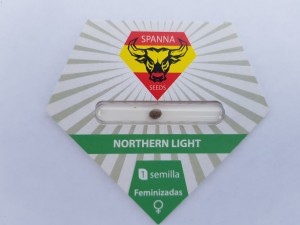 SPANNA
SEEDS
NORTHERN LIGHT
1 semilla
Feminizadas